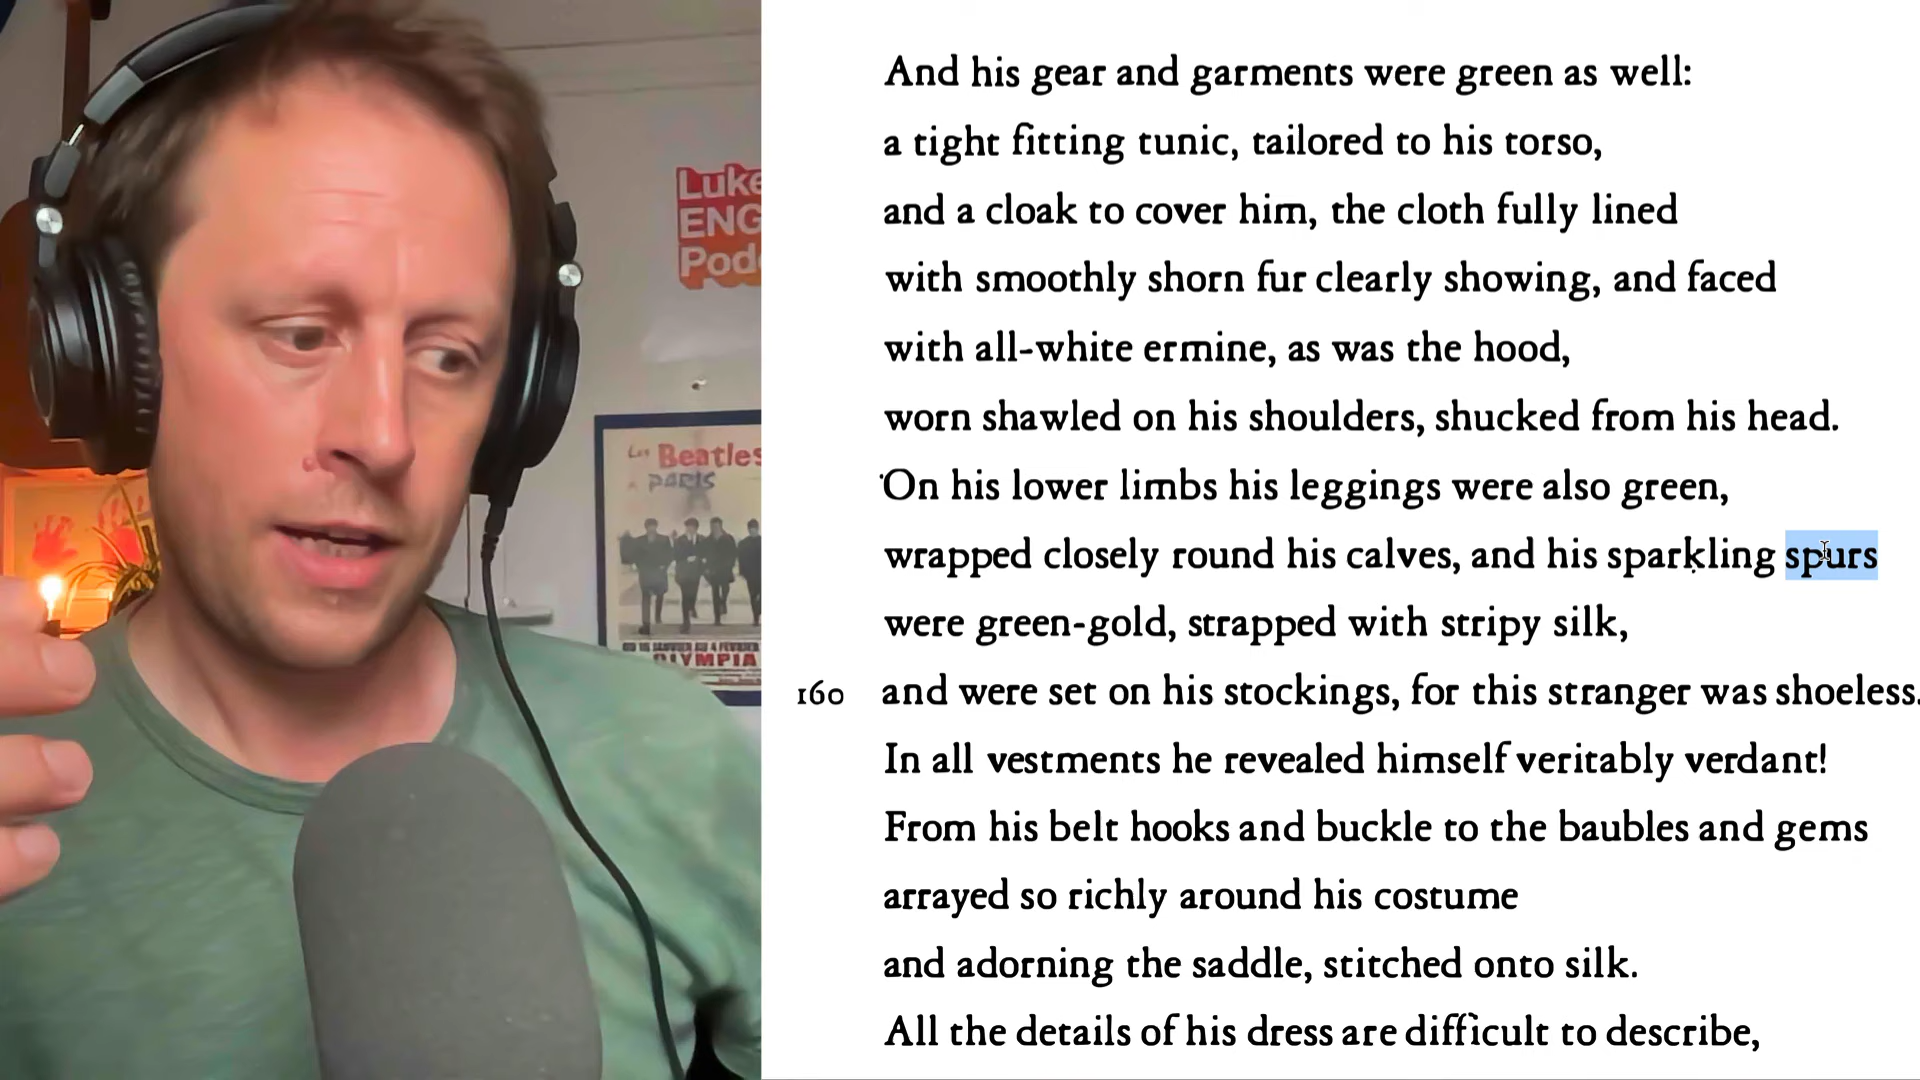 Luke
ENG
Pod
Les Beatles
PARIS
OLYMPIA
And his gear and garments were green as well:
a tight fitting tunic, tailored to his torso,
and a cloak to cover him, the cloth fully lined
with smoothly shorn fur clearly showing, and faced
with all-white ermine, as was the hood,
worn shawled on his shoulders, shucked from his head.
On his lower limbs his leggings were also green,
wrapped closely round his calves, and his sparkling spurs
were green-gold, strapped with stripy silk,
160 and were set on his stockings, for this stranger was shoeless.
In all vestments he revealed himself veritably verdant!
From his belt hooks and buckle to the baubles and gems
arrayed so richly around his costume
and adorning the saddle, stitched onto silk.
All the details of his dress are difficult to describe,